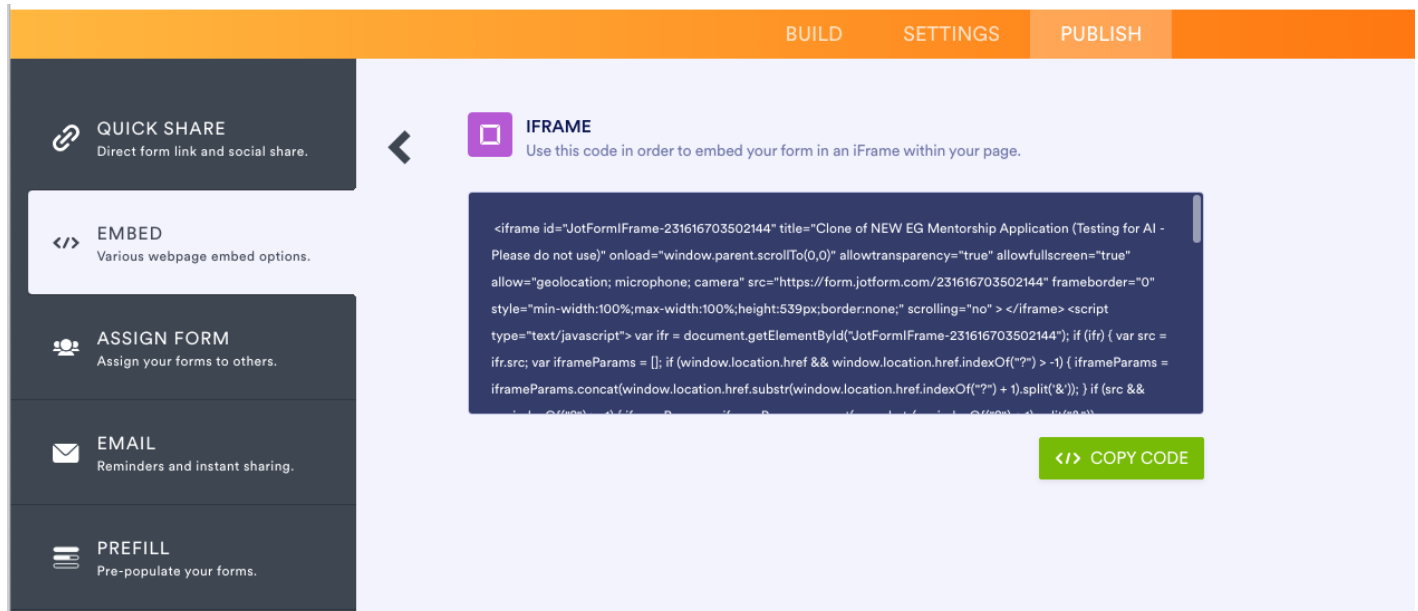 BUILD SETTINGS PUBLISH
QUICK SHARE
Direct form link and social share.
EMBED
Various webpage embed options.
ASSIGN FORM
Assign your forms to others.
EMAIL
Reminders and instant sharing.
PREFILL
Pre-populate your forms.
IFRAME
Use this code in order to embed your form in an iFrame within your page.
<iframe id="JotFormIFrame-231616703502144" title="Clone of NEW EG Mentorship Application (Testing for AI -
Please do not use)" onload="window.parent.scrollTo(0,0)" allowtransparency="true" allowfullscreen="true"
allow="geolocation; microphone; camera" src="https://form.jotform.com/231616703502144" frameborder="0"
style="min-width:100%;max-width:100%;height:539px;border:none;" scrolling="no" > </iframe> <script
type="text/javascript"> var ifr = document.getElementById("JotFormIFrame-231616703502144"); if (ifr) { var src =
ifr.src; var iframeParams = []; if (window.location.href && window.location.href.indexOf("?") > -1) { iframeParams =
iframeParams.concat(window.location.href.substr(window.location.href.indexOf("?") + 1).split('&')); } if (src &&
</> COPY CODE